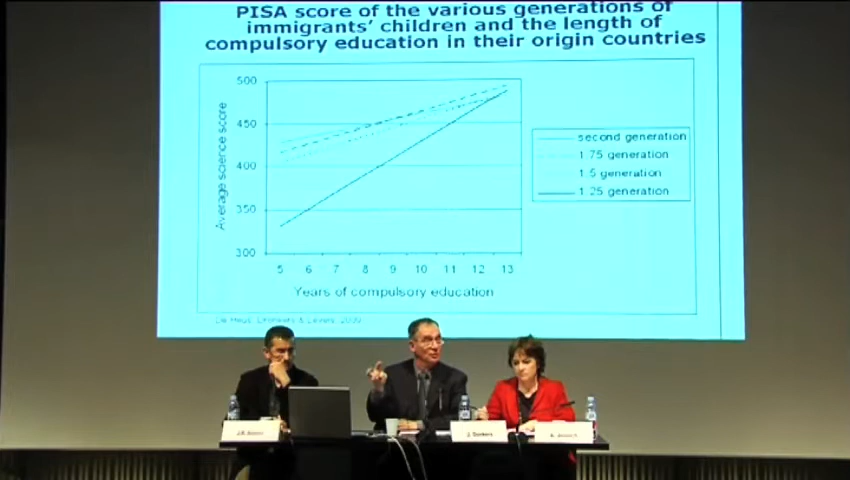 PISA score of the various generations of
immigrants' children and the length of
compulsory education in their origin countries
500
450
400
350
300
Average science score
5 6 7 8 9 10 11 12 13
Years of compulsory education
second generation
1.75 generation
1.5 generation
1.25 generation